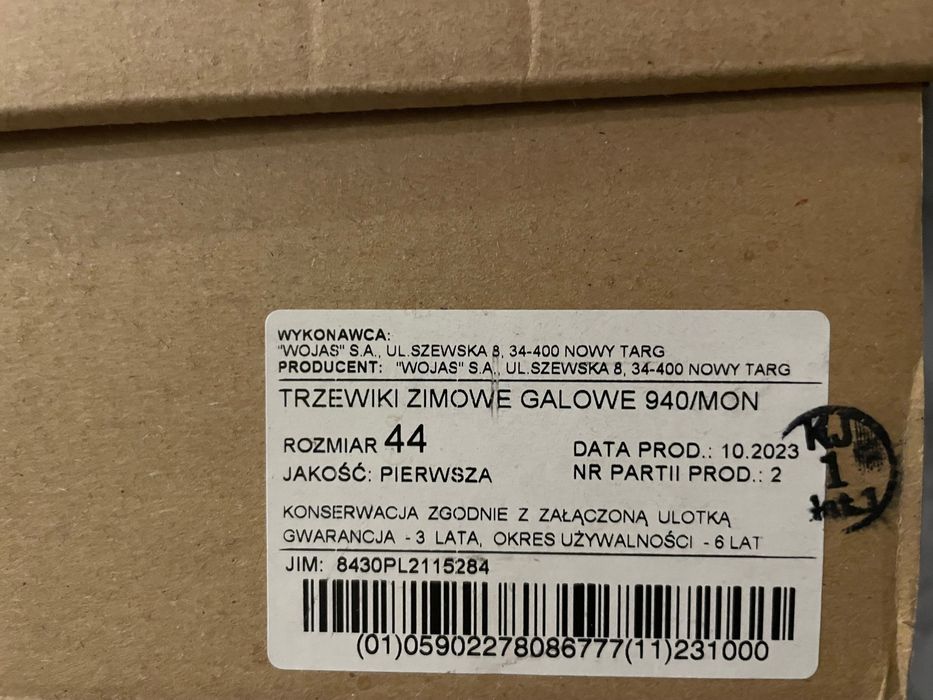 WYKONAWCA:
"WOJAS" S.A., UL.SZEWSKA 8, 34-400 NOWY TARG
PRODUCENT: "WOJAS" S.A., UL.SZEWSKA 8, 34-400 NOWY TARG
TRZEWIKI ZIMOWE GALOWE 940/MON
ROZMIAR 44
DATA PROD.: 10.2023
JAKOŚĆ: PIERWSZA
NR PARTII PROD.: 2
KJ
1
KONSERWACJA ZGODNIE Z ZAŁĄCZONĄ ULOTKĄ
GWARANCJA - 3 LATA, OKRES UŻYWALNOŚCI - 6 LAT
JIM: 8430PL2115284
(01)05902278086777(11)231000